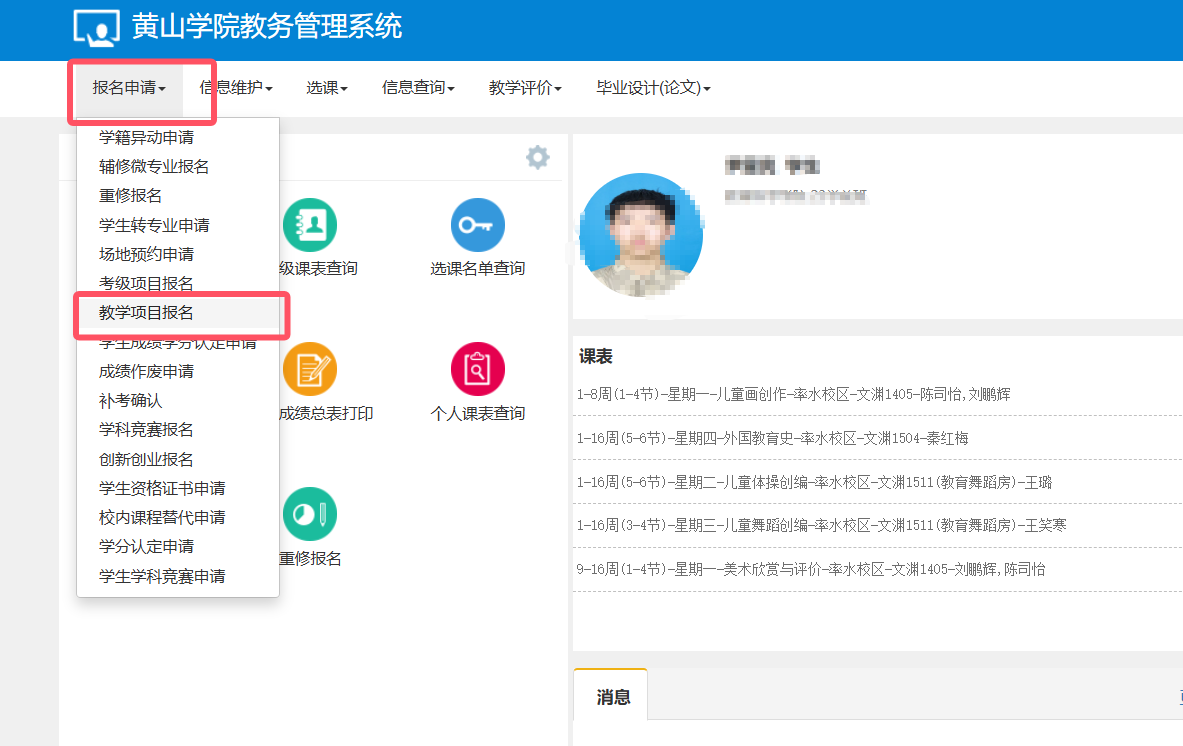 黄山学院教务管理系统
报名申请 信息维护 选课 信息查询 教学评价 毕业设计(论文)
学籍异动申请
辅修微专业报名
重修报名
学生转专业申请
场地预约申请
考级项目报名
教学项目报名
学生成绩学分认定申请
成绩作废申请
补考确认
学科竞赛报名
创新创业报名
学生资格证书申请
校内课程替代申请
学分认定申请
学生学科竞赛申请
级课表查询
选课名单查询
成绩总表打印
个人课表查询
重修报名
课表
1-8周(1-4节)-星期一-儿童画创作-率水校区-文渊1405-陈司怡,刘鹏辉
1-16周(5-6节)-星期四-外国教育史-率水校区-文渊1504-秦红梅
1-16周(5-6节)-星期二-儿童体操创编-率水校区-文渊1511(教育舞蹈房)-王璐
1-16周(3-4节)-星期三-儿童舞蹈创编-率水校区-文渊1511(教育舞蹈房)-王笑寒
9-16周(1-4节)-星期一-美术欣赏与评价-率水校区-文渊1405-刘鹏辉,陈司怡
消息